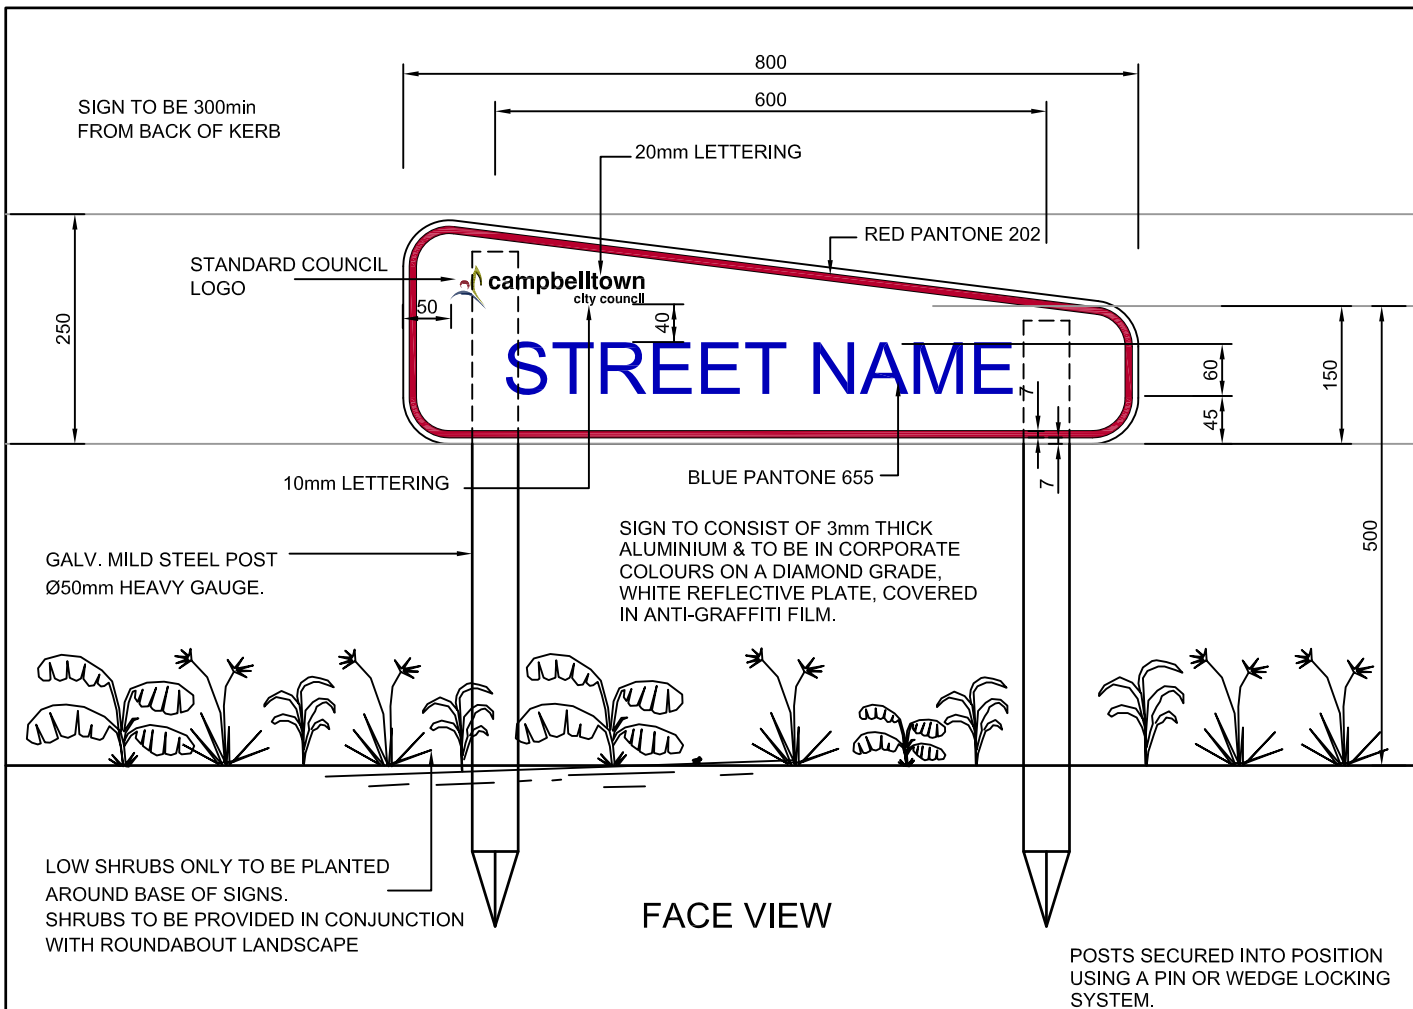 800
600
SIGN TO BE 300min
FROM BACK OF KERB
20mm LETTERING
RED PANTONE 202
STANDARD COUNCIL
LOGO
campbelltown
city council
50
40
250
STREET NAME
60
150
45
7
7
10mm LETTERING
BLUE PANTONE 655
500
SIGN TO CONSIST OF 3mm THICK
ALUMINIUM & TO BE IN CORPORATE
COLOURS ON A DIAMOND GRADE,
WHITE REFLECTIVE PLATE, COVERED
IN ANTI-GRAFFITI FILM.
GALV. MILD STEEL POST
Ø50mm HEAVY GAUGE.
LOW SHRUBS ONLY TO BE PLANTED
AROUND BASE OF SIGNS.
SHRUBS TO BE PROVIDED IN CONJUNCTION
WITH ROUNDABOUT LANDSCAPE
FACE VIEW
POSTS SECURED INTO POSITION
USING A PIN OR WEDGE LOCKING
SYSTEM.